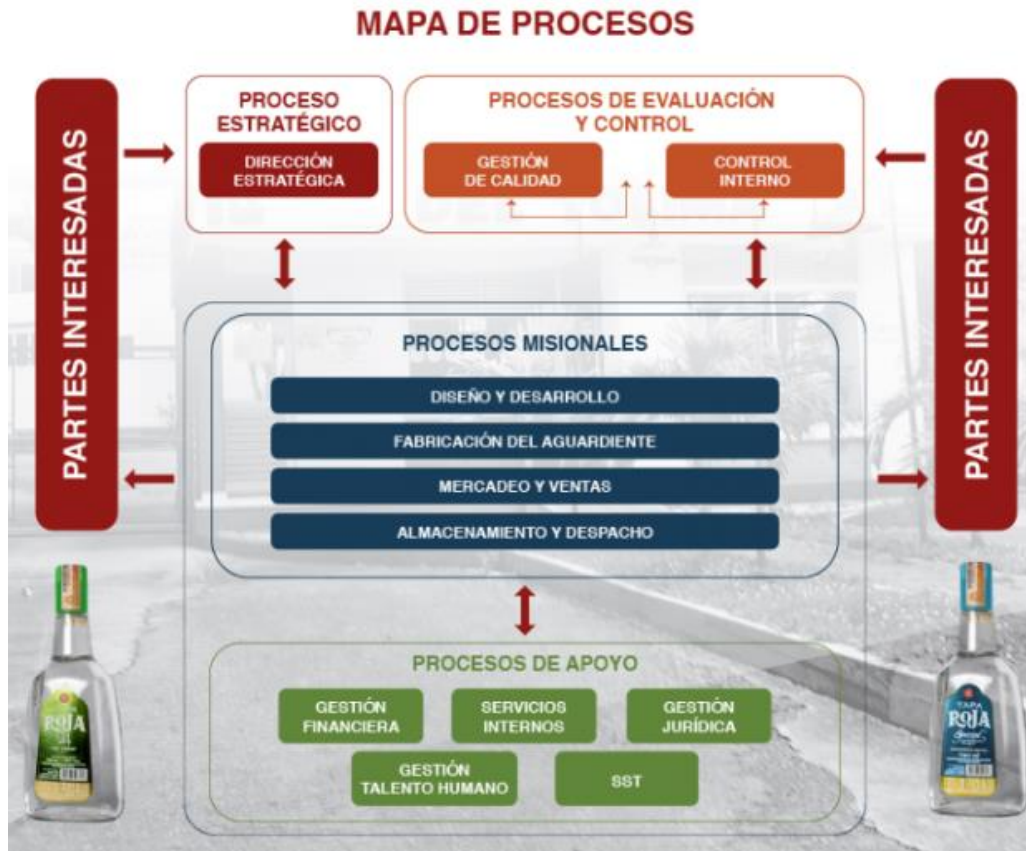 MAPA DE PROCESOS
PARTES INTERESADAS
PROCESO
ESTRATÉGICO
DIRECCIÓN
ESTRATÉGICA
PROCESOS DE EVALUACIÓN
Y CONTROL
GESTIÓN
DE CALIDAD
CONTROL
INTERNO
PARTES INTERESADAS
PROCESOS MISIONALES
DISEÑO Y DESARROLLO
FABRICACIÓN DEL AGUARDIENTE
MERCADEO Y VENTAS
ALMACENAMIENTO Y DESPACHO
PROCESOS DE APOYO
GESTIÓN
FINANCIERA
SERVICIOS
INTERNOS
GESTIÓN
JURÍDICA
GESTIÓN
TALENTO HUMANO
SST
ROJA
TAPA
ROJA
Special